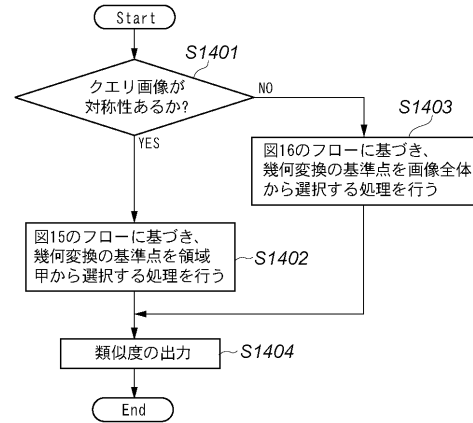 Start
S1401
クエリ画像が
対称性あるか?
NO
YES
S1403
図16のフローに基づき、
幾何変換の基準点を画像全体
から選択する処理を行う
図15のフローに基づき、
幾何変換の基準点を領域
甲から選択する処理を行う
S1402
類似度の出力
S1404
End